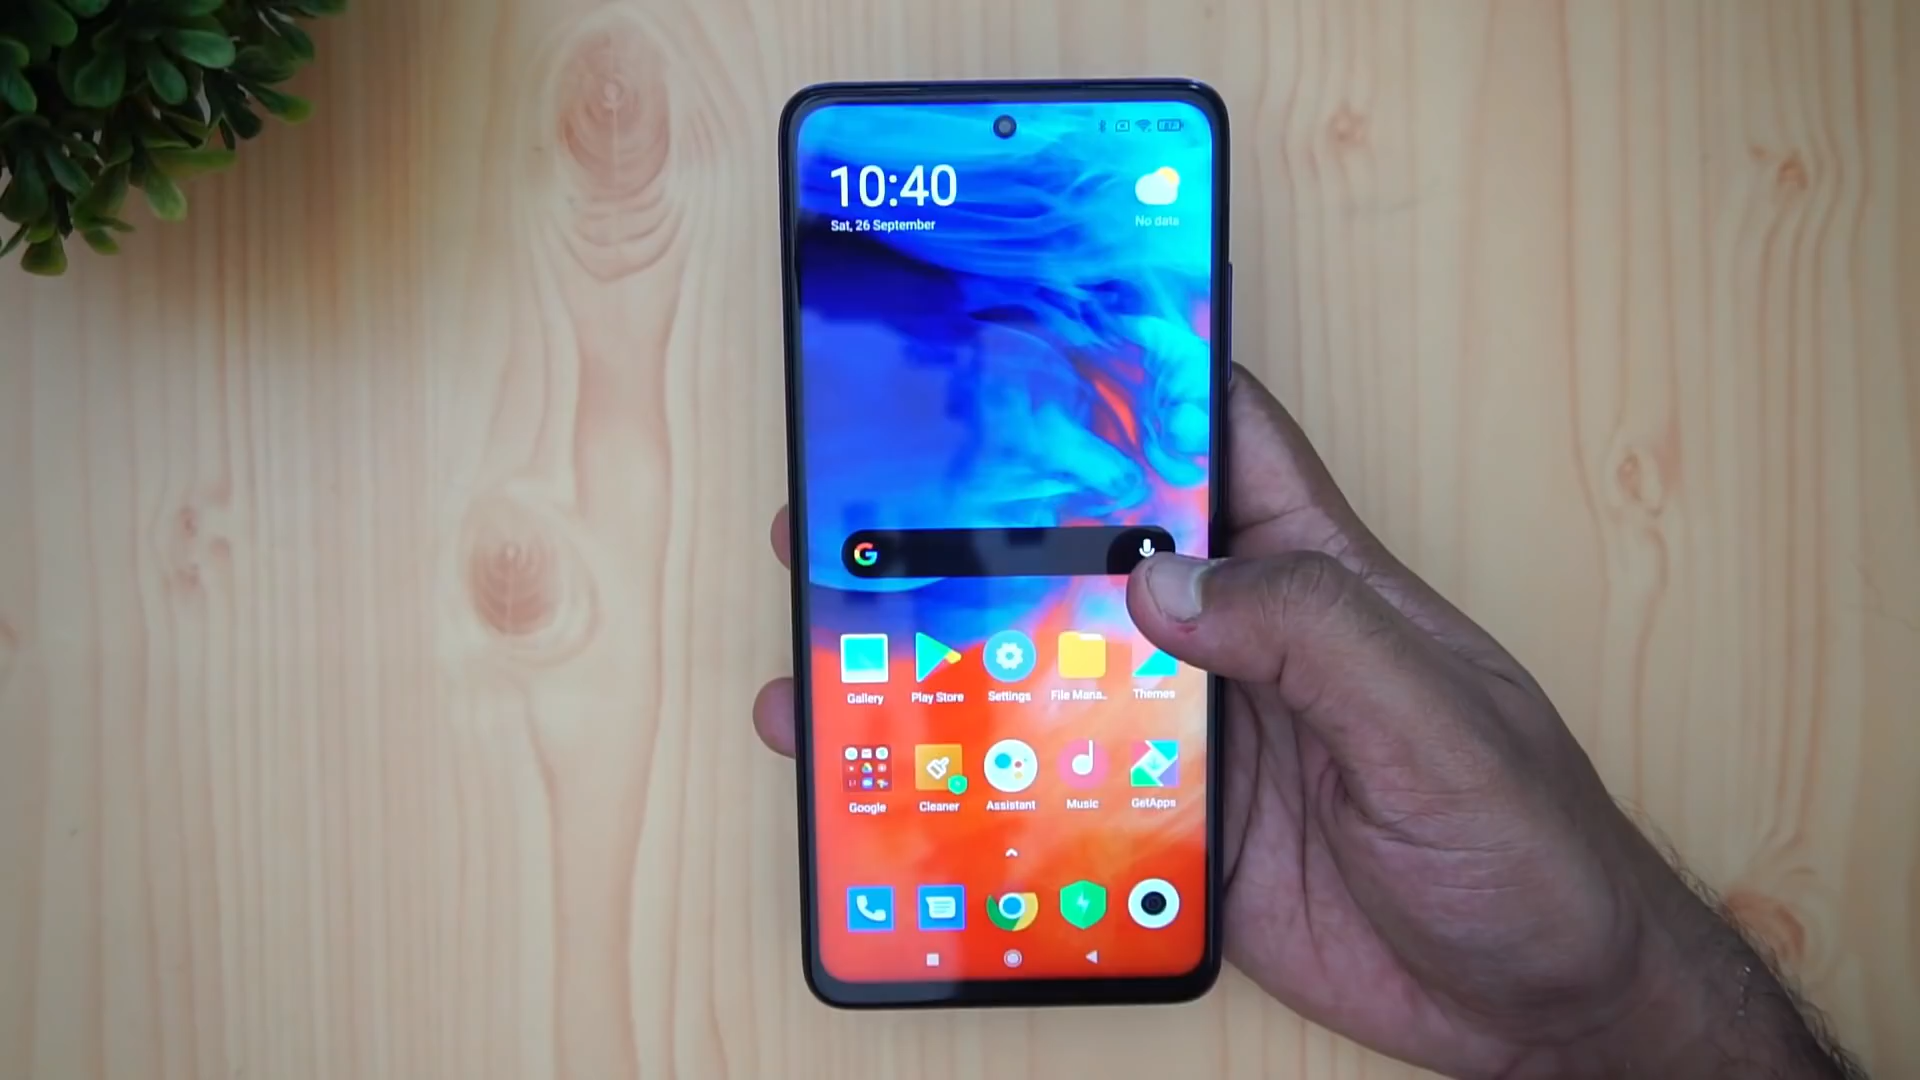 10:40
Sat, 26 September
No data
G
Gallery
Play Store
Settings
File Mana..
Themes
Google
Cleaner
Assistant
Music
GetApps